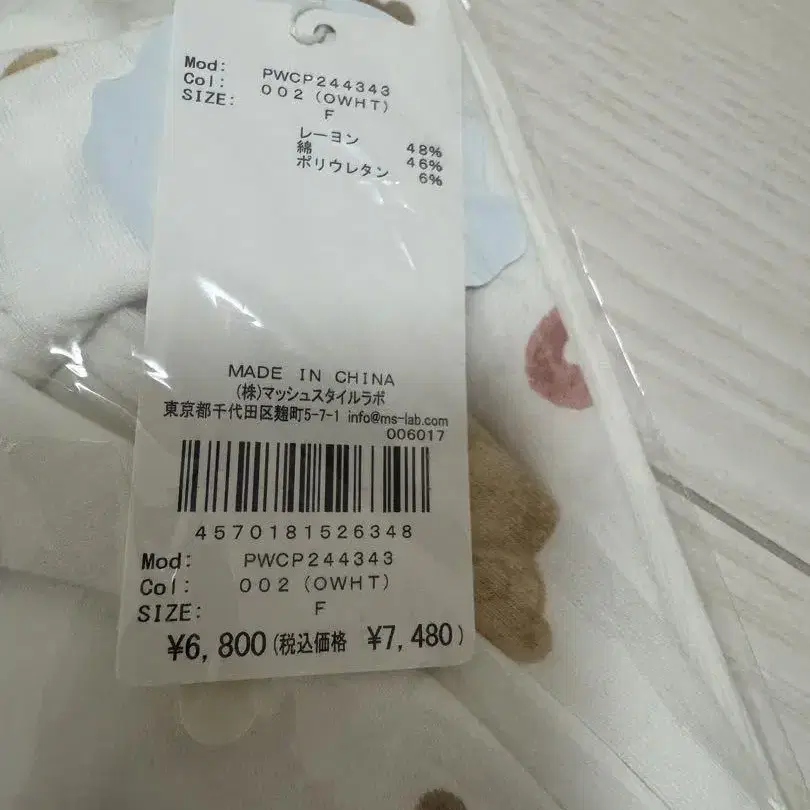 Mod: PWCP244343
Col: 002 (OWHT)
SIZE: F
レーヨン 48%
綿 46%
ポリウレタン 6%
MADE IN CHINA
(株)マッシュスタイルラボ
東京都千代田区麹町5-7-1 info@ms-lab.com
006017
4570181526348
Mod: PWCP244343
Col: 002 (OWHT)
SIZE: F
¥6,800(税込価格 ¥7,480)